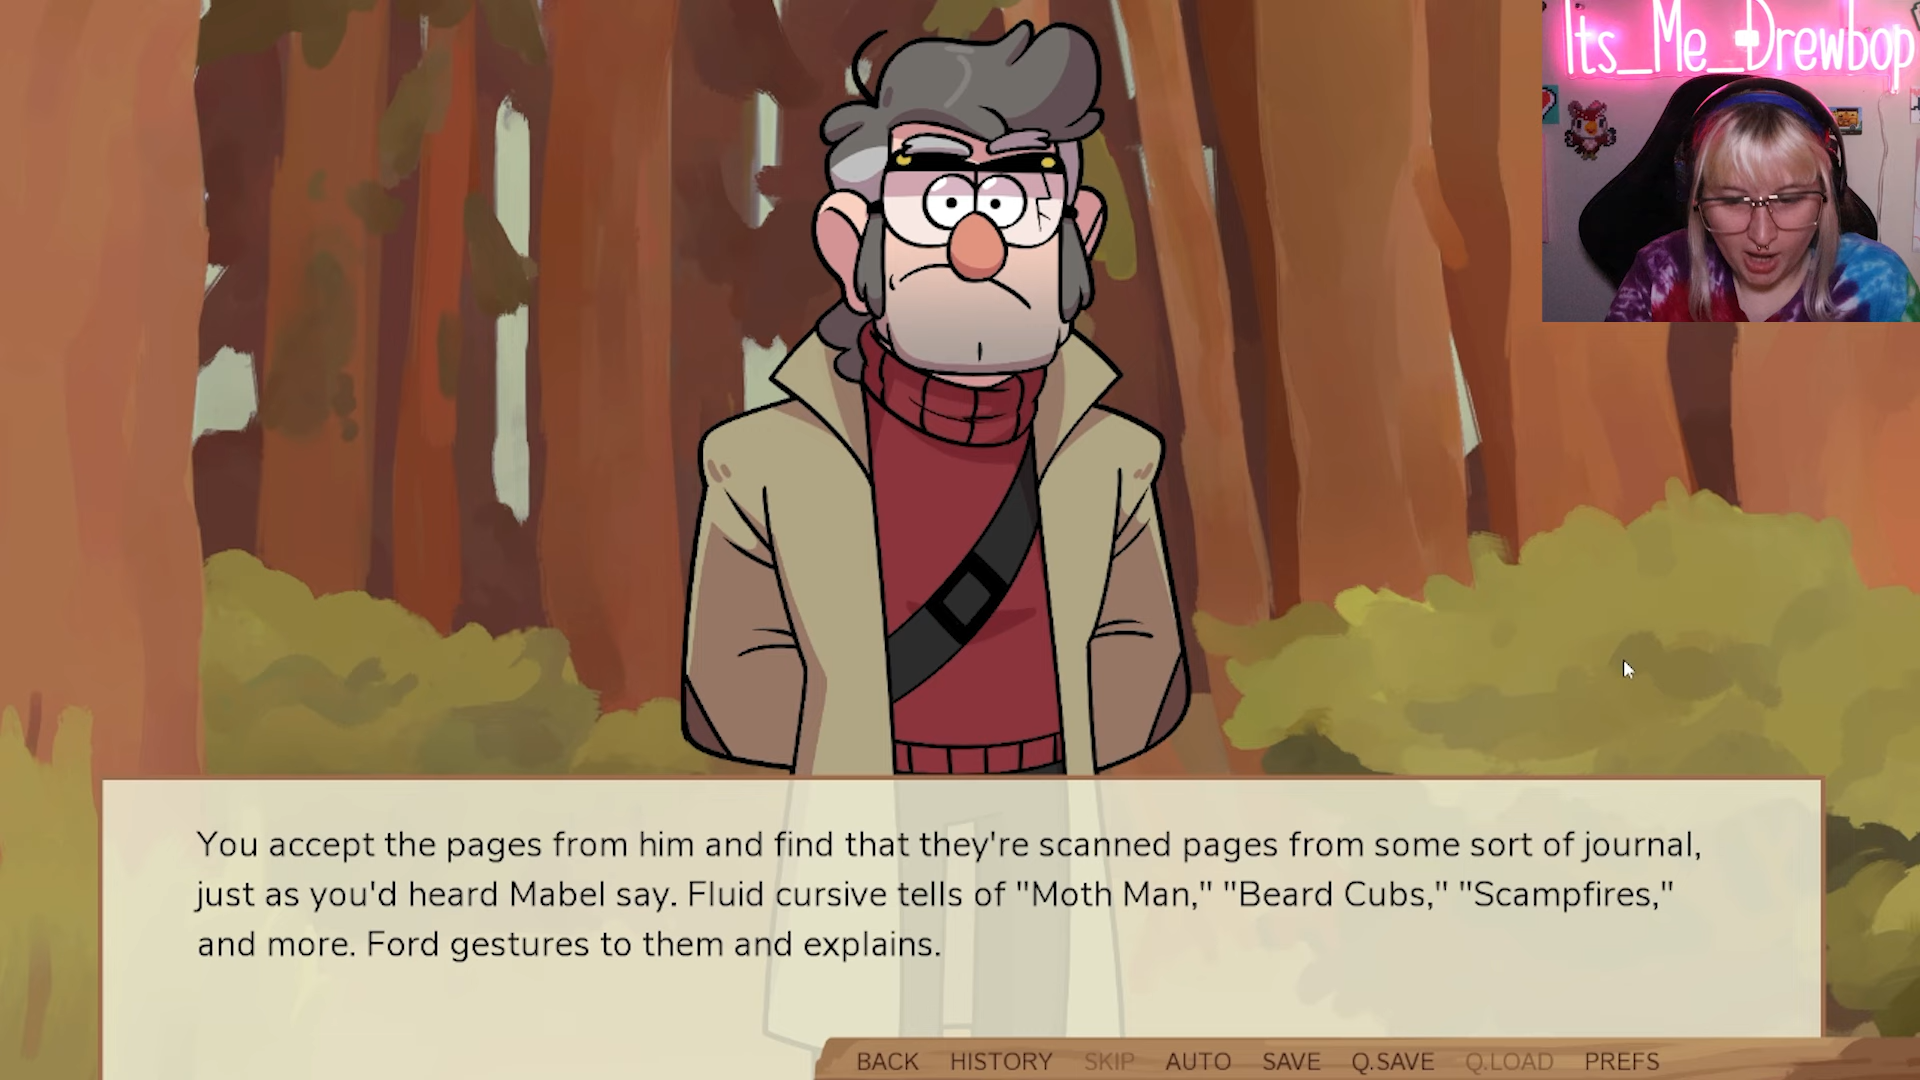 Its_Me_Drewbop
You accept the pages from him and find that they're scanned pages from some sort of journal,
just as you'd heard Mabel say. Fluid cursive tells of "Moth Man," "Beard Cubs," "Scampfires,"
and more. Ford gestures to them and explains.
BACK HISTORY SKIP AUTO SAVE Q.SAVE Q.LOAD PREFS